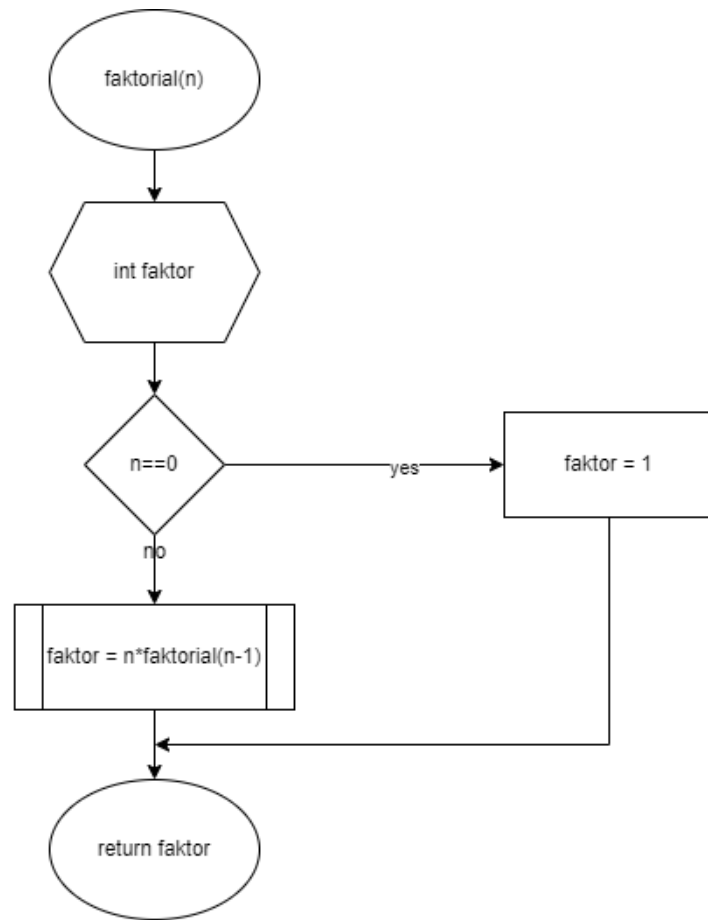 faktorial(n)
int faktor
n==0
yes
faktor = 1
no
faktor = n*faktorial(n-1)
return faktor